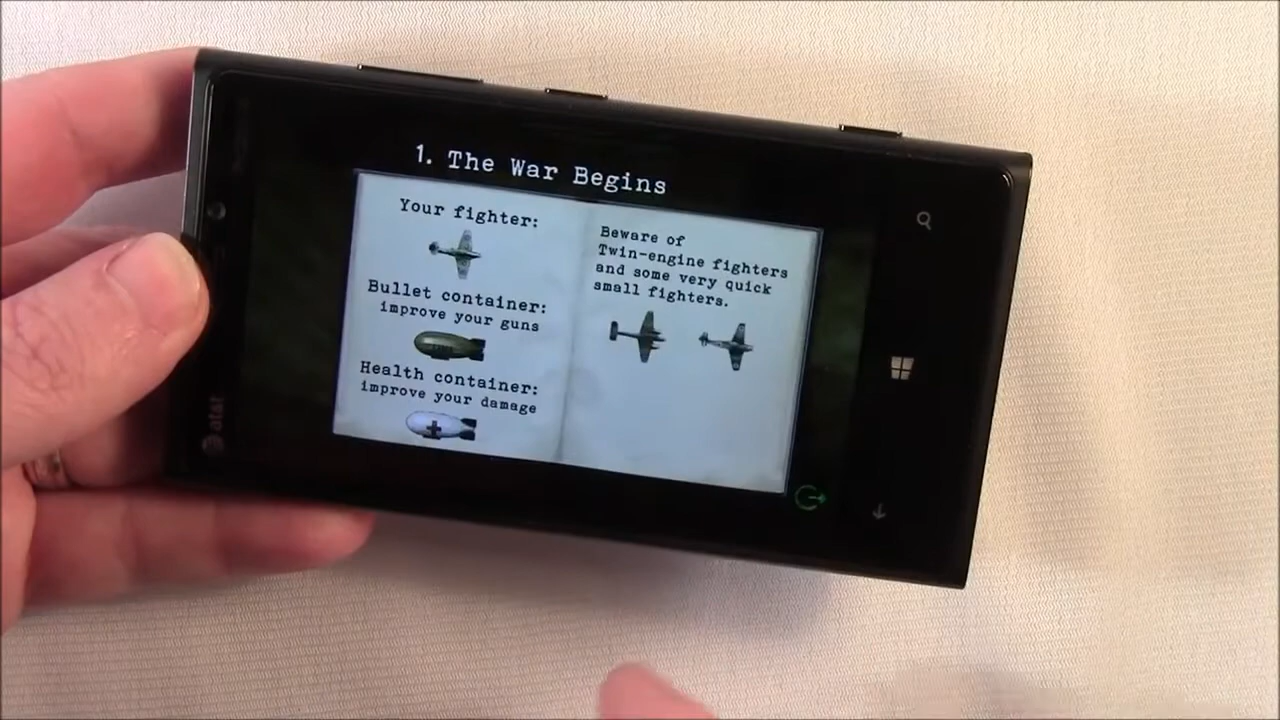 1. The War Begins
Your fighter:
Bullet container:
improve your guns
Health container:
improve your damage
Beware of
Twin-engine fighters
and some very quick
small fighters.
at&t